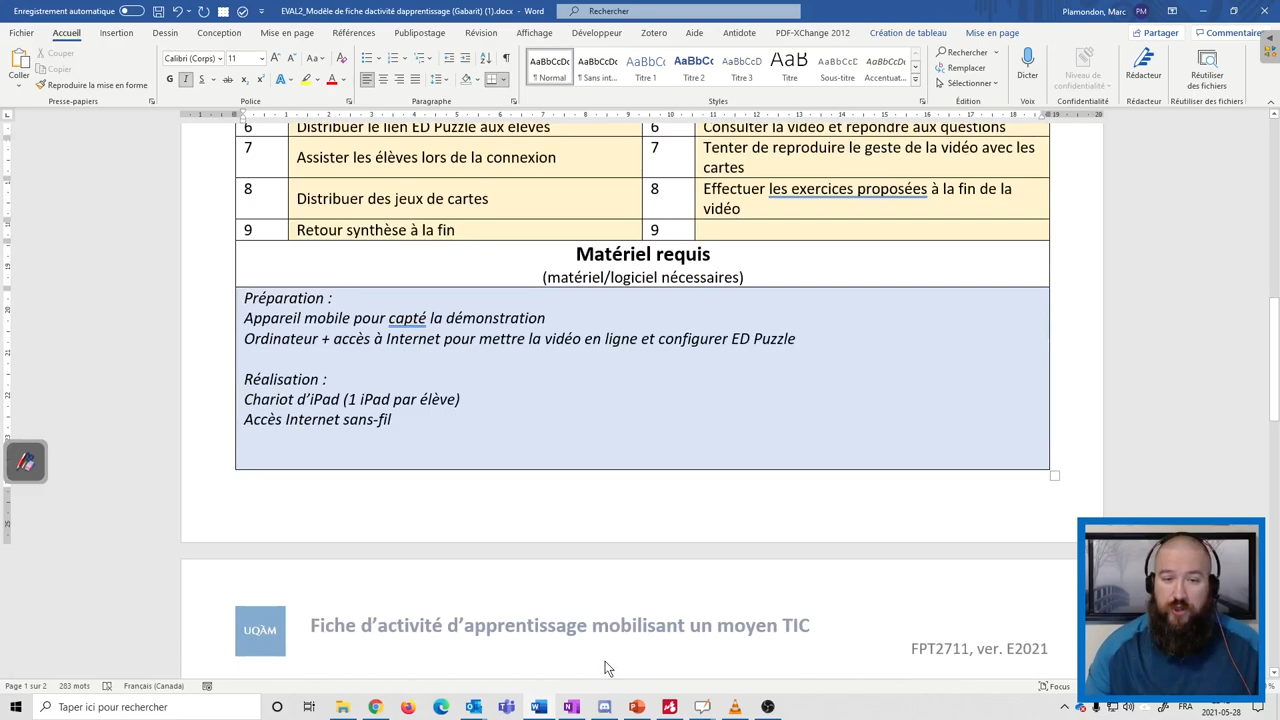 Enregistrement automatique
EVAL2_Modèle de fiche dactivité dapprentissage (Gabarit) (1).docx - Word
Rechercher
Plamondon, Marc
PM
Fichier Accueil Insertion Dessin Conception Mise en page Références Publipostage Révision Affichage Développeur Zotero Aide Antidote PDF-XChange 2012 Création de tableau Mise en page
Partager
Commentaires
Coller
Couper
Copier
Reproduire la mise en forme
Calibri (Corps)
11
G I S
AaBbCcDc AaBbCcDc AaBbCc AaBbCcD AaBbCcD AaB AaBbCcD AaBbCcDc
¶ Normal ¶ Sans int... Titre 1 Titre 2 Titre 3 Titre Sous-titre Accentuat...
Rechercher
Remplacer
Sélectionner
Dicter
Niveau de confidentialité
Rédacteur
Réutiliser des fichiers
Presse-papiers Police Paragraphe Styles Édition Voix Confidentialité Rédacteur Réutiliser des fichiers
6 Distribuer le lien ED Puzzle aux élèves 6 Consulter la vidéo et répondre aux questions
7 Assister les élèves lors de la connexion 7 Tenter de reproduire le geste de la vidéo avec les
cartes
8 Distribuer des jeux de cartes 8 Effectuer les exercices proposées à la fin de la
vidéo
9 Retour synthèse à la fin 9
Matériel requis
(matériel/logiciel nécessaires)
Préparation :
Appareil mobile pour capté la démonstration
Ordinateur + accès à Internet pour mettre la vidéo en ligne et configurer ED Puzzle
Réalisation :
Chariot d’iPad (1 iPad par élève)
Accès Internet sans-fil
UQÀM
Fiche d’activité d’apprentissage mobilisant un moyen TIC
FPT2711, ver. E2021
Page 1 sur 2 283 mots Français (Canada)
Focus
Taper ici pour rechercher
FRA
2021-05-28